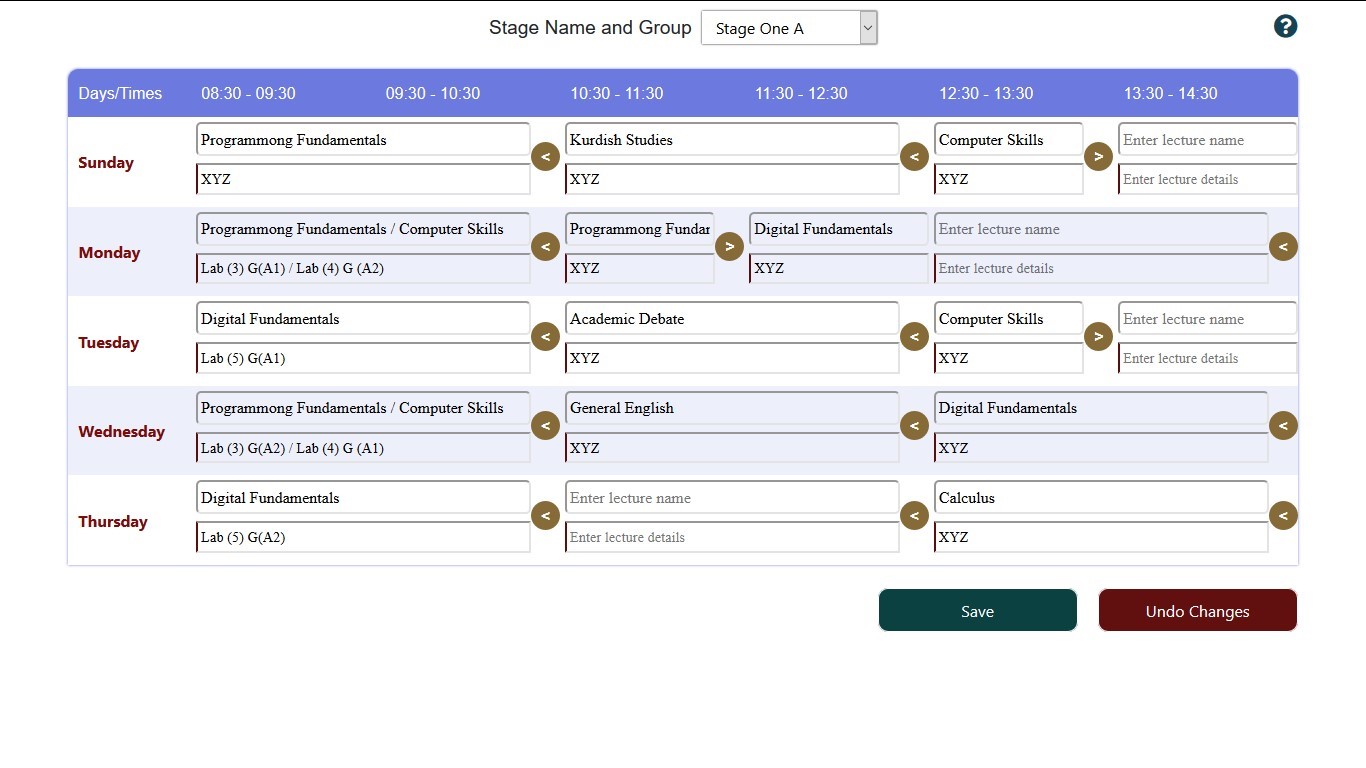 Stage Name and Group Stage One A ?
Days/Times 08:30 - 09:30 09:30 - 10:30 10:30 - 11:30 11:30 - 12:30 12:30 - 13:30 13:30 - 14:30
Sunday
Programmong Fundamentals < Kurdish Studies < Computer Skills > Enter lecture name
XYZ XYZ XYZ Enter lecture details
Monday
Programmong Fundamentals / Computer Skills < Programmong Fundar > Digital Fundamentals Enter lecture name <
Lab (3) G(A1) / Lab (4) G (A2) XYZ XYZ Enter lecture details
Tuesday
Digital Fundamentals < Academic Debate < Computer Skills > Enter lecture name
Lab (5) G(A1) XYZ XYZ Enter lecture details
Wednesday
Programmong Fundamentals / Computer Skills < General English < Digital Fundamentals <
Lab (3) G(A2) / Lab (4) G (A1) XYZ XYZ
Thursday
Digital Fundamentals < Enter lecture name < Calculus <
Lab (5) G(A2) Enter lecture details XYZ
Save Undo Changes